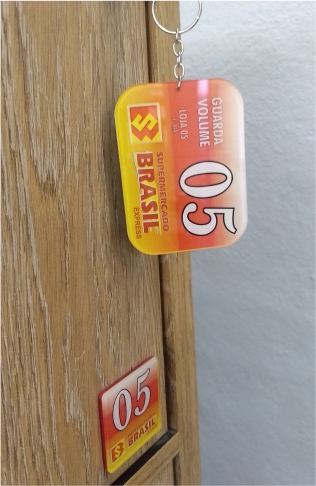 GUARDA
VOLUME
LOJA 05
05
SUPERMERCADO
BRASIL
EXPRESS
05
BRASIL